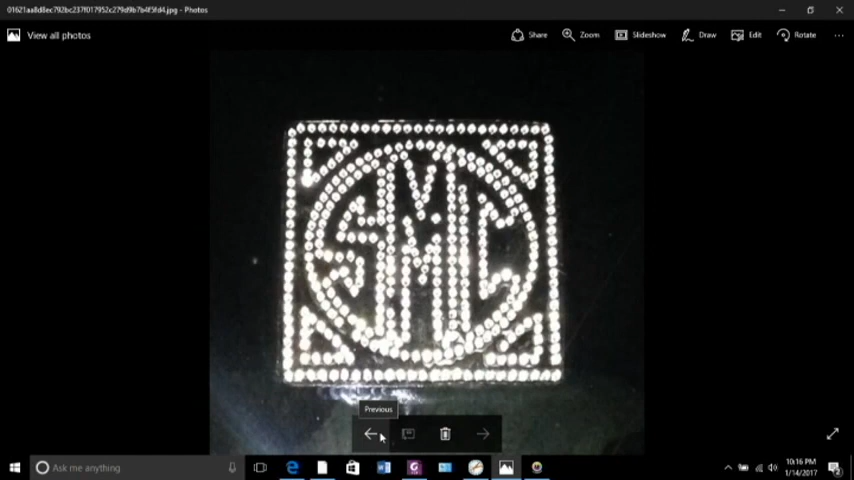 01621aa8d8ec792bc237f017952c279d9b7b4f5fd4.jpg - Photos
View all photos
Share
Zoom
Slideshow
Draw
Edit
Rotate
SMC
Previous
Ask me anything
10:16 PM
1/14/2017
2